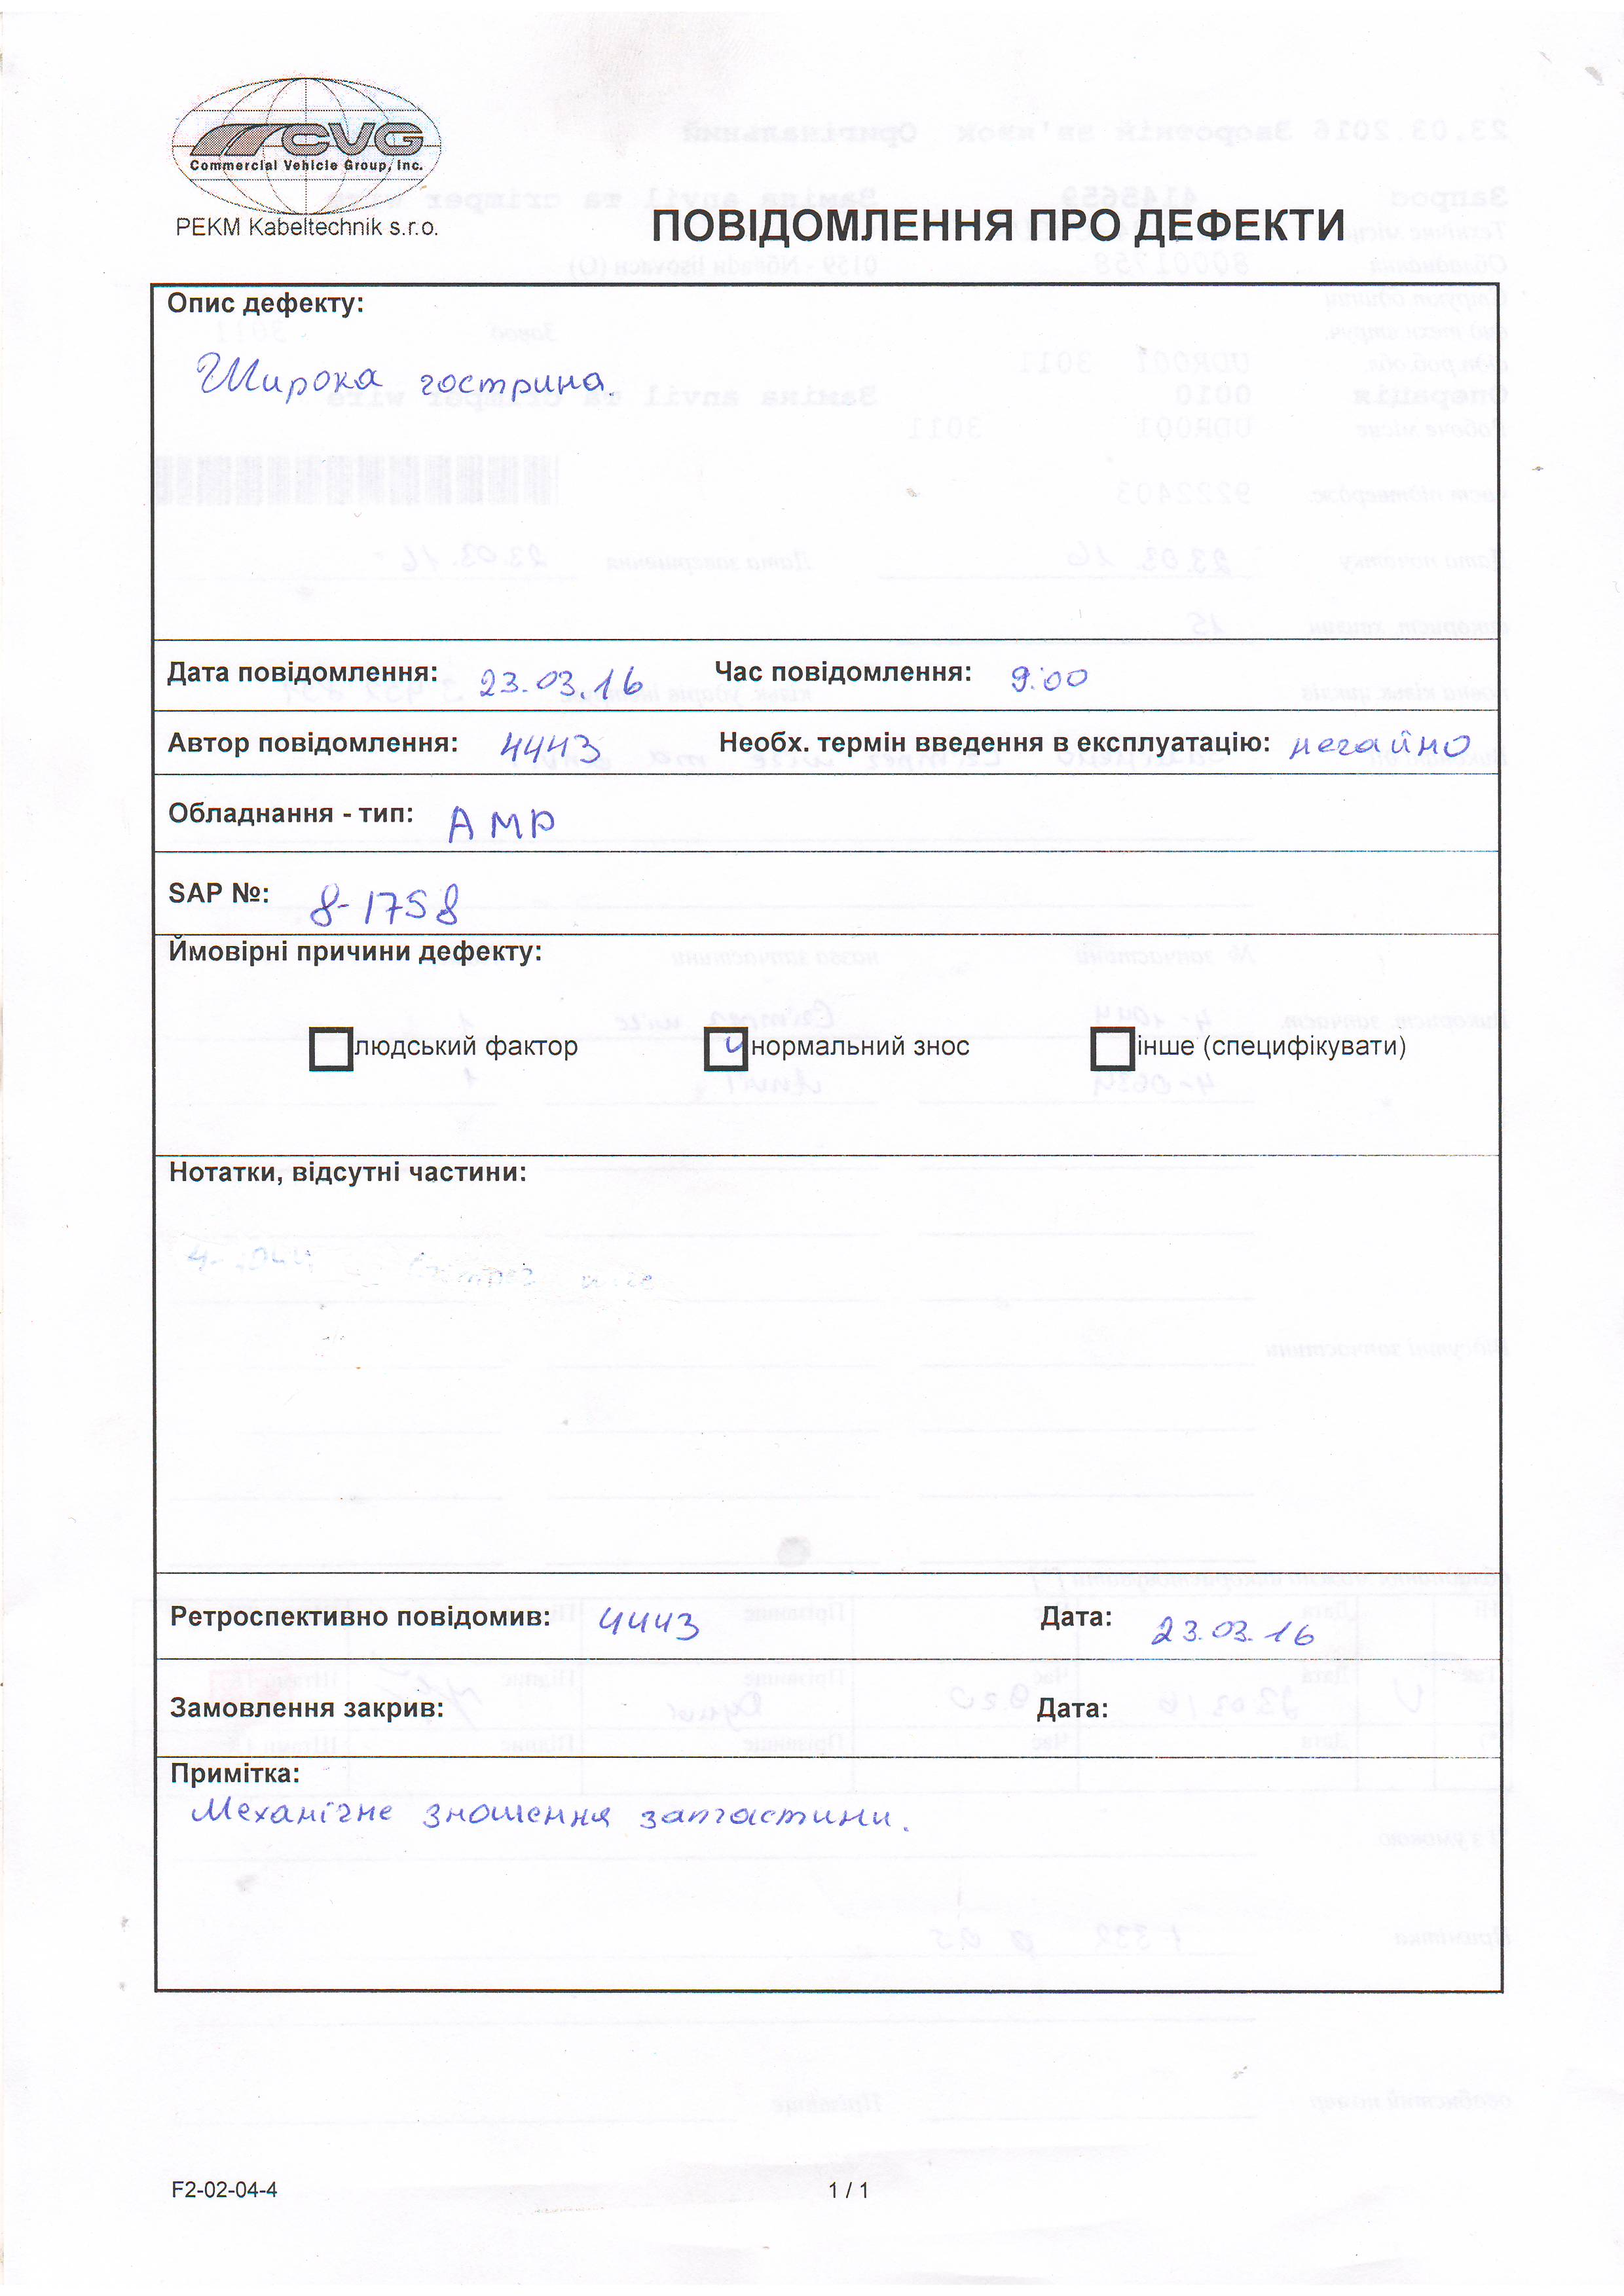 CVG
Commercial Vehicle Group, Inc.
PEKM Kabeltechnik s.r.o.
ПОВІДОМЛЕННЯ ПРО ДЕФЕКТИ
Опис дефекту:
Широка гострина.
Дата повідомлення: 23.03.16 Час повідомлення: 9:00
Автор повідомлення: 4443 Необх. термін введення в експлуатацію: негайно
Обладнання - тип: АМР
SAP №: 8-1758
Ймовірні причини дефекту:
людський фактор нормальний знос інше (специфікувати)
Нотатки, відсутні частини:
Ретроспективно повідомив: 4443 Дата: 23.03.16
Замовлення закрив: Дата:
Примітка:
Механічне зношення запчастини.
F2-02-04-4 1 / 1